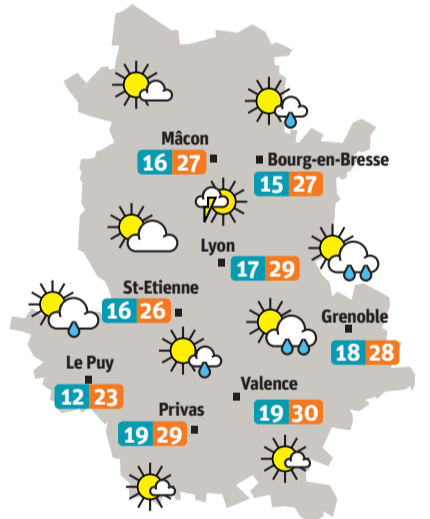 Mâcon
16 27
Bourg-en-Bresse
15 27
Lyon
17 29
St-Etienne
16 26
Grenoble
18 28
Le Puy
12 23
Valence
19 30
Privas
19 29